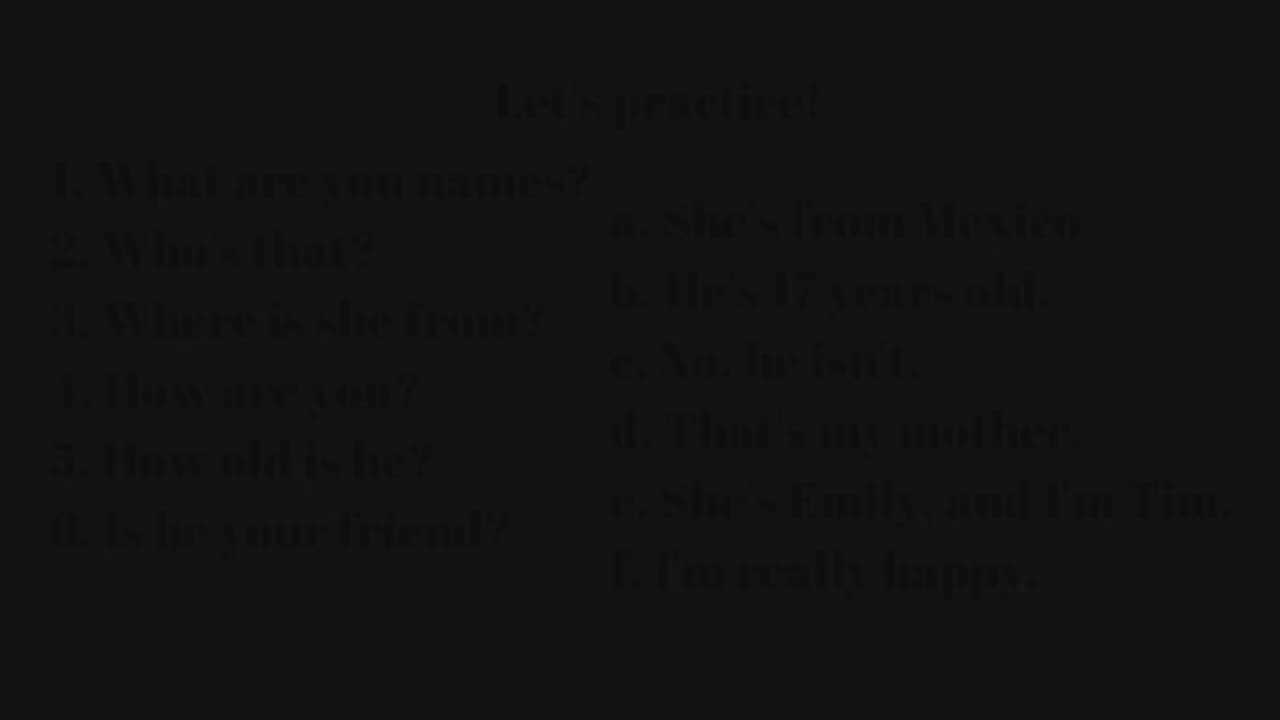 Let's practice!
1. What are you names?
2. Who's that?
3. Where is she from?
4. How are you?
5. How old is he?
6. Is he your friend?
a. She's from Mexico
b. He's 17 years old.
c. No, he isn't.
d. That's my mother.
e. She's Emily, and I'm Tim.
f. I'm really happy.